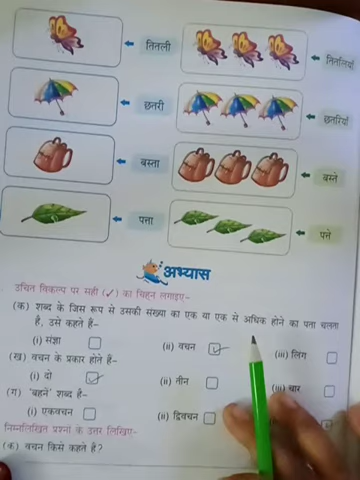 तितली तितलियाँ
छतरी छतरियाँ
बस्ता बस्ते
पत्ता पत्ते
अभ्यास
उचित विकल्प पर सही (✓) का चिह्न लगाइए-
(क) शब्द के जिस रूप से उसकी संख्या का एक या एक से अधिक होने का पता चलता
है, उसे कहते हैं-
(i) संज्ञा (ii) वचन (iii) लिंग
(ख) वचन के प्रकार होते हैं-
(i) दो (ii) तीन (iii) चार
(ग) 'बहनें' शब्द है-
(i) एकवचन (ii) द्विवचन
निम्नलिखित प्रश्नों के उत्तर लिखिए-
(क) वचन किसे कहते हैं?